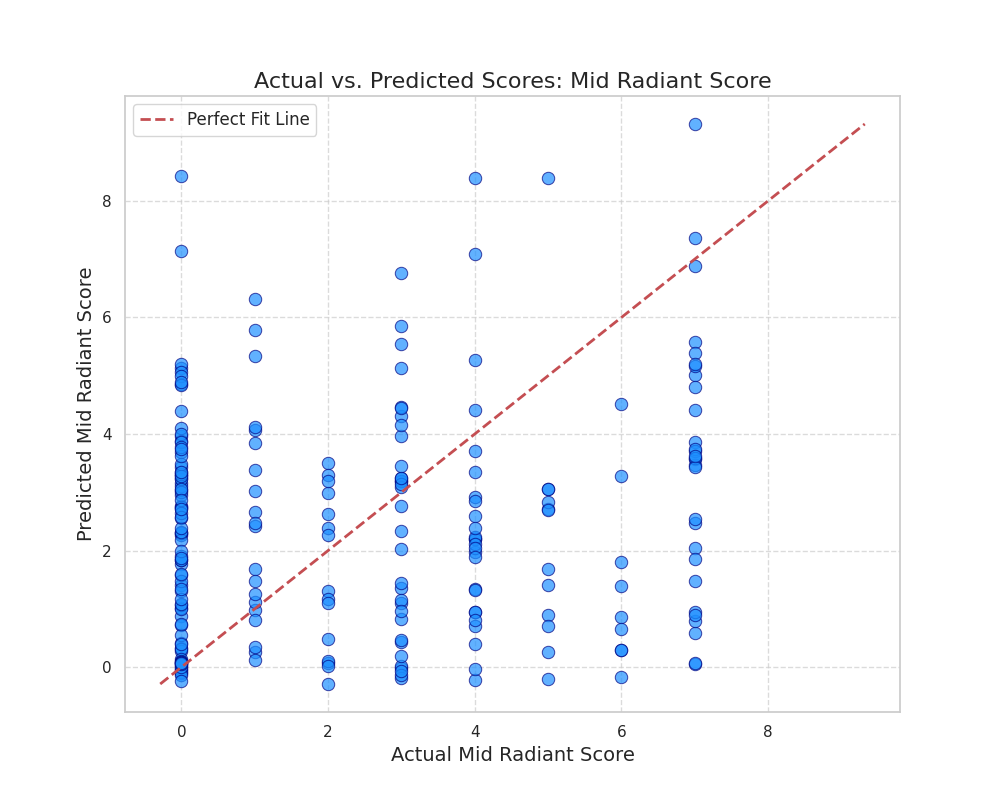 Actual vs. Predicted Scores: Mid Radiant Score
Perfect Fit Line
Predicted Mid Radiant Score
8
6
4
2
0
0 2 4 6 8
Actual Mid Radiant Score